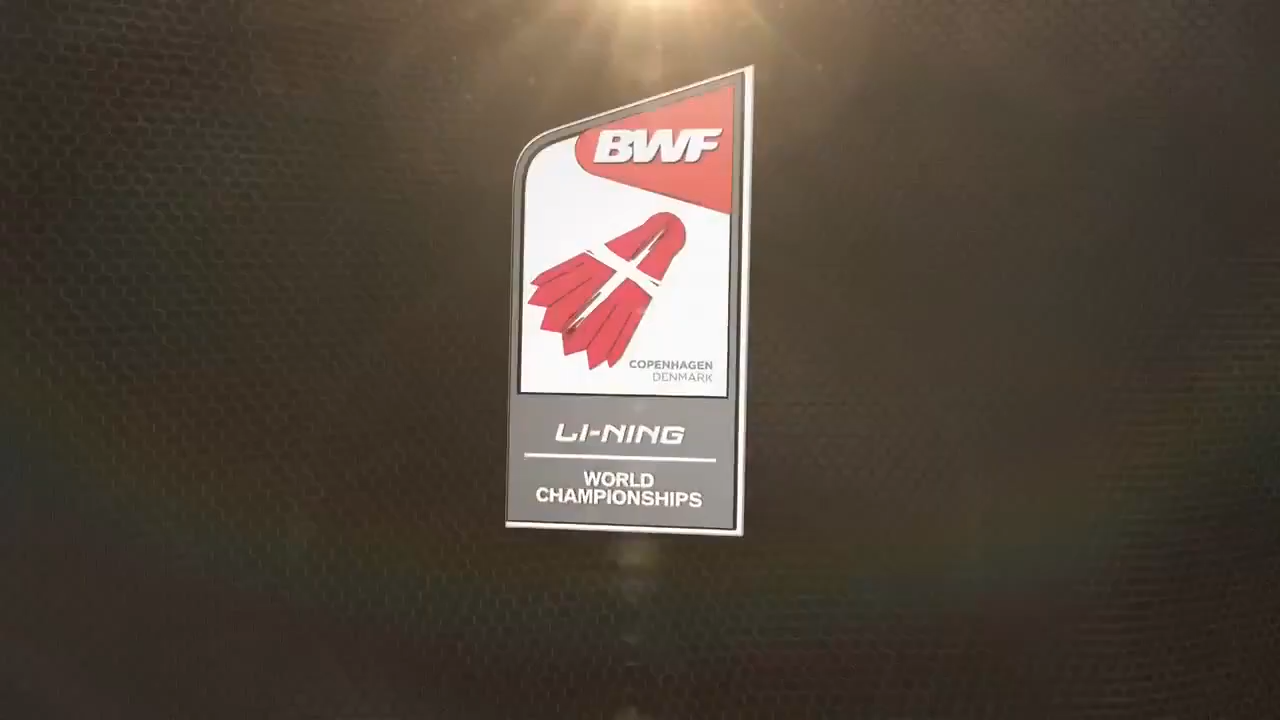 BWF
COPENHAGEN
DENMARK
LI-NING
WORLD
CHAMPIONSHIPS